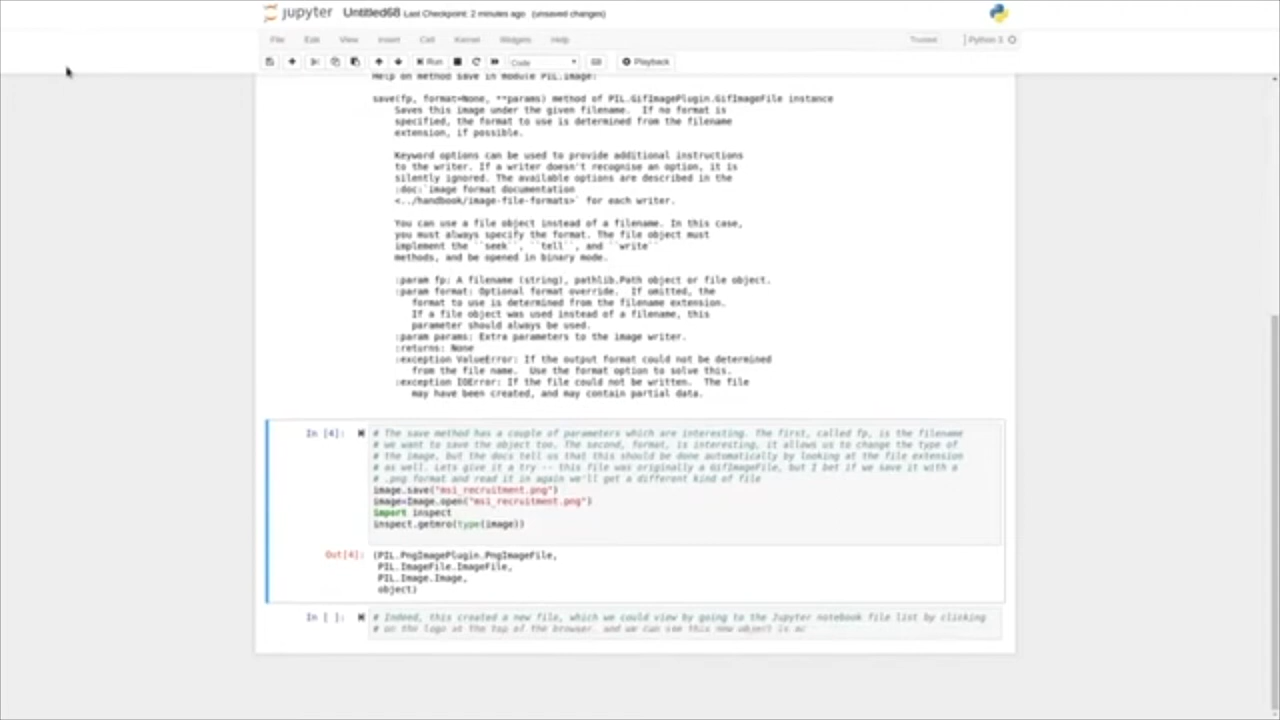 jupyter Untitled68 Last Checkpoint: 2 minutes ago (unsaved changes)
File Edit View Insert Cell Kernel Widgets Help Trusted Python 3
Run Code Playback
Help on method save in module PIL.Image:
save(fp, format=None, **params) method of PIL.GifImagePlugin.GifImageFile instance
Saves this image under the given filename.  If no format is
specified, the format to use is determined from the filename
extension, if possible.
Keyword options can be used to provide additional instructions
to the writer. If a writer doesn't recognise an option, it is
silently ignored. The available options are described in the
:doc:`image format documentation
<../handbook/image-file-formats>` for each writer.
You can use a file object instead of a filename. In this case,
you must always specify the format. The file object must
implement the ``seek``, ``tell``, and ``write``
methods, and be opened in binary mode.
:param fp: A filename (string), pathlib.Path object or file object.
:param format: Optional format override.  If omitted, the
format to use is determined from the filename extension.
If a file object was used instead of a filename, this
parameter should always be used.
:param params: Extra parameters to the image writer.
:returns: None
:exception ValueError: If the output format could not be determined
from the file name.  Use the format option to solve this.
:exception IOError: If the file could not be written.  The file
may have been created, and may contain partial data.
In [4]: # The save method has a couple of parameters which are interesting. The first, called fp, is the filename
# we want to save the object too. The second, format, is interesting, it allows us to change the type of
# the image, but the docs tell us that this should be done automatically by looking at the file extension
# as well. Lets give it a try -- this file was originally a GifImageFile, but I bet if we save it with a
# .png format and read it in again we'll get a different kind of file
image.save("msi_recruitment.png")
image=Image.open("msi_recruitment.png")
import inspect
inspect.getmro(type(image))
Out[4]: (PIL.PngImagePlugin.PngImageFile,
PIL.ImageFile.ImageFile,
PIL.Image.Image,
object)
In [ ]: # Indeed, this created a new file, which we could view by going to the Jupyter notebook file list by clicking
# on the logo at the top of the browser, and we can see this new object is ac